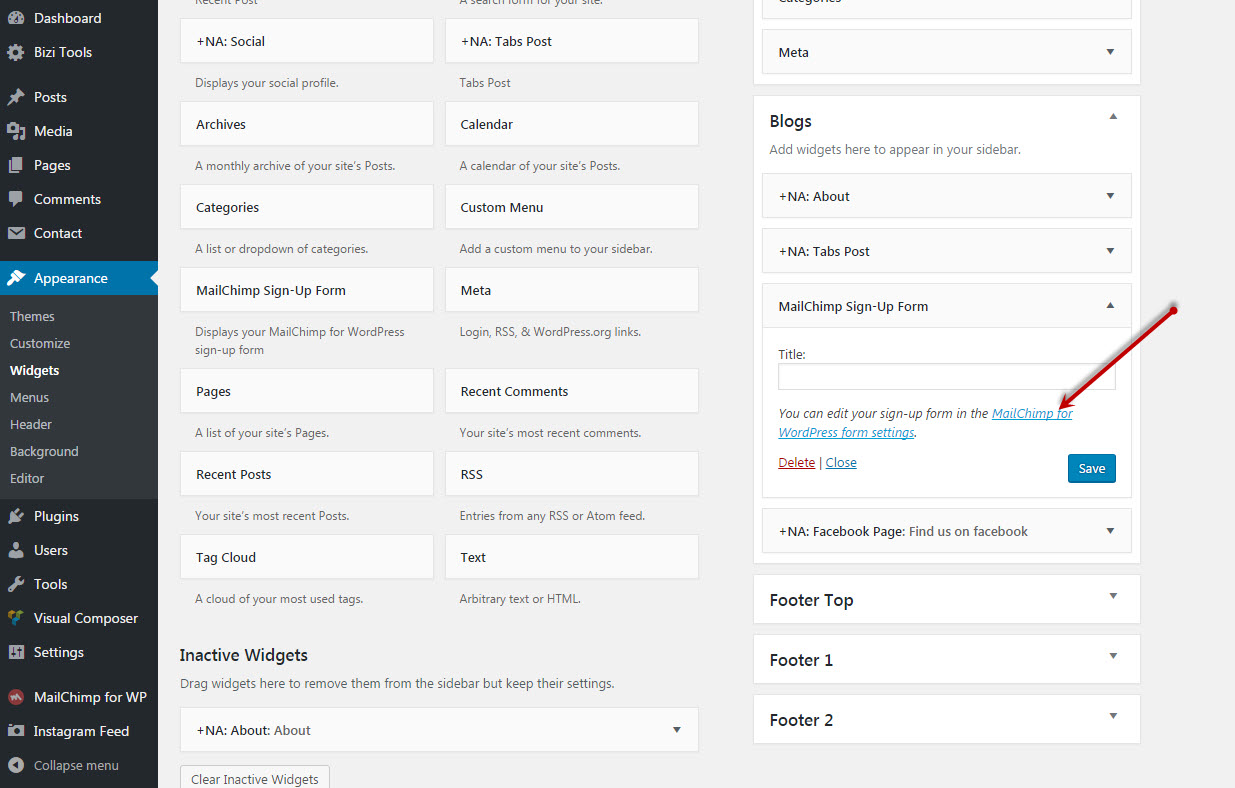 Dashboard
Bizi Tools
Posts
Media
Pages
Comments
Contact
Appearance
Themes
Customize
Widgets
Menus
Header
Background
Editor
Plugins
Users
Tools
Visual Composer
Settings
MailChimp for WP
Instagram Feed
Collapse menu
Recent Post
A search form for your site.
+NA: Social
+NA: Tabs Post
Displays your social profile.
Tabs Post
Archives
Calendar
A monthly archive of your site's Posts.
A calendar of your site's Posts.
Categories
Custom Menu
A list or dropdown of categories.
Add a custom menu to your sidebar.
MailChimp Sign-Up Form
Meta
Displays your MailChimp for WordPress
sign-up form
Login, RSS, & WordPress.org links.
Pages
Recent Comments
A list of your site's Pages.
Your site's most recent comments.
Recent Posts
RSS
Your site's most recent Posts.
Entries from any RSS or Atom feed.
Tag Cloud
Text
A cloud of your most used tags.
Arbitrary text or HTML.
Inactive Widgets
Drag widgets here to remove them from the sidebar but keep their settings.
+NA: About: About
Clear Inactive Widgets
Categories
Meta
Blogs
Add widgets here to appear in your sidebar.
+NA: About
+NA: Tabs Post
MailChimp Sign-Up Form
Title:
You can edit your sign-up form in the MailChimp for
WordPress form settings.
Delete | Close
Save
+NA: Facebook Page: Find us on facebook
Footer Top
Footer 1
Footer 2